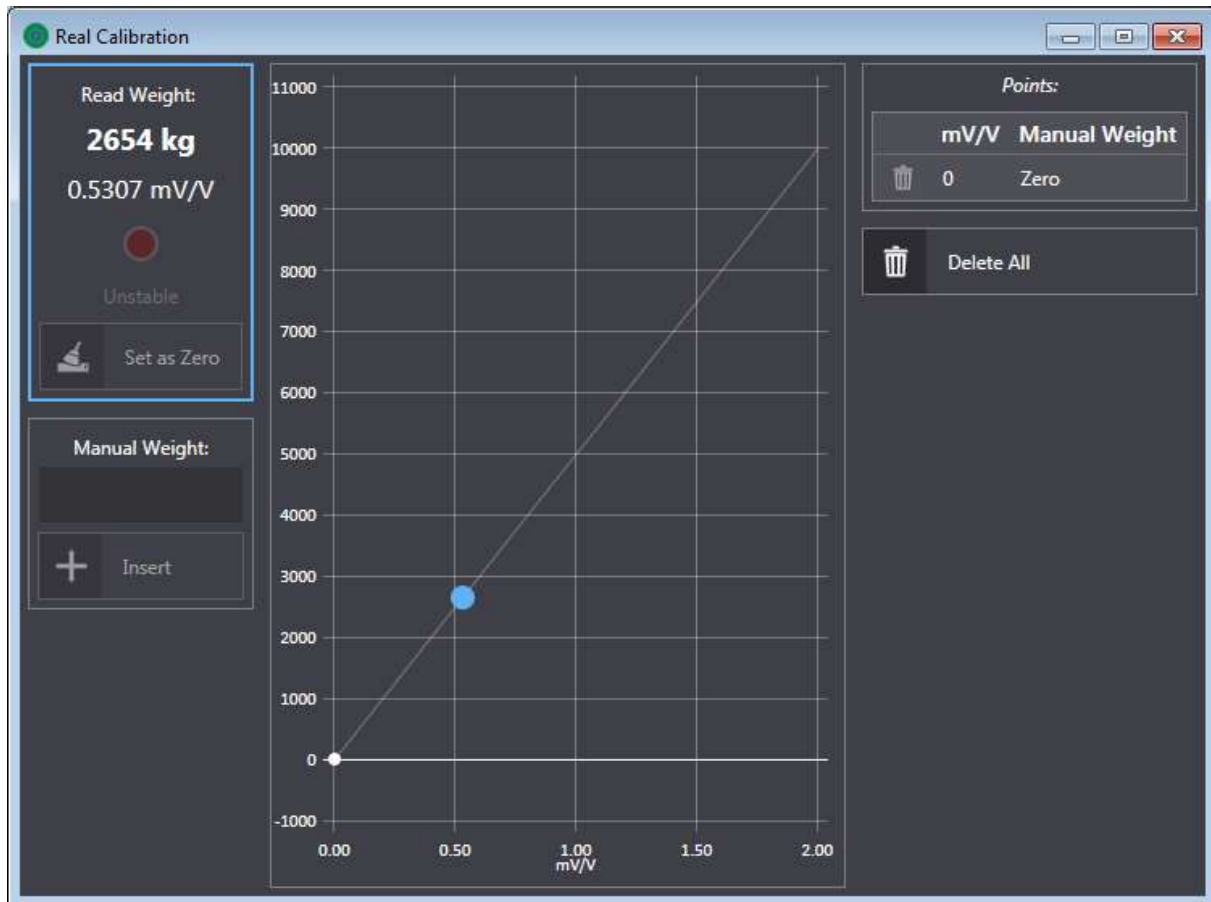 Real Calibration
Read Weight:
2654 kg
0.5307 mV/V
Unstable
Set as Zero
Manual Weight:
Insert
11000
10000
9000
8000
7000
6000
5000
4000
3000
2000
1000
0
-1000
0.00 0.50 1.00 1.50 2.00
mV/V
Points:
mV/V Manual Weight
0 Zero
Delete All